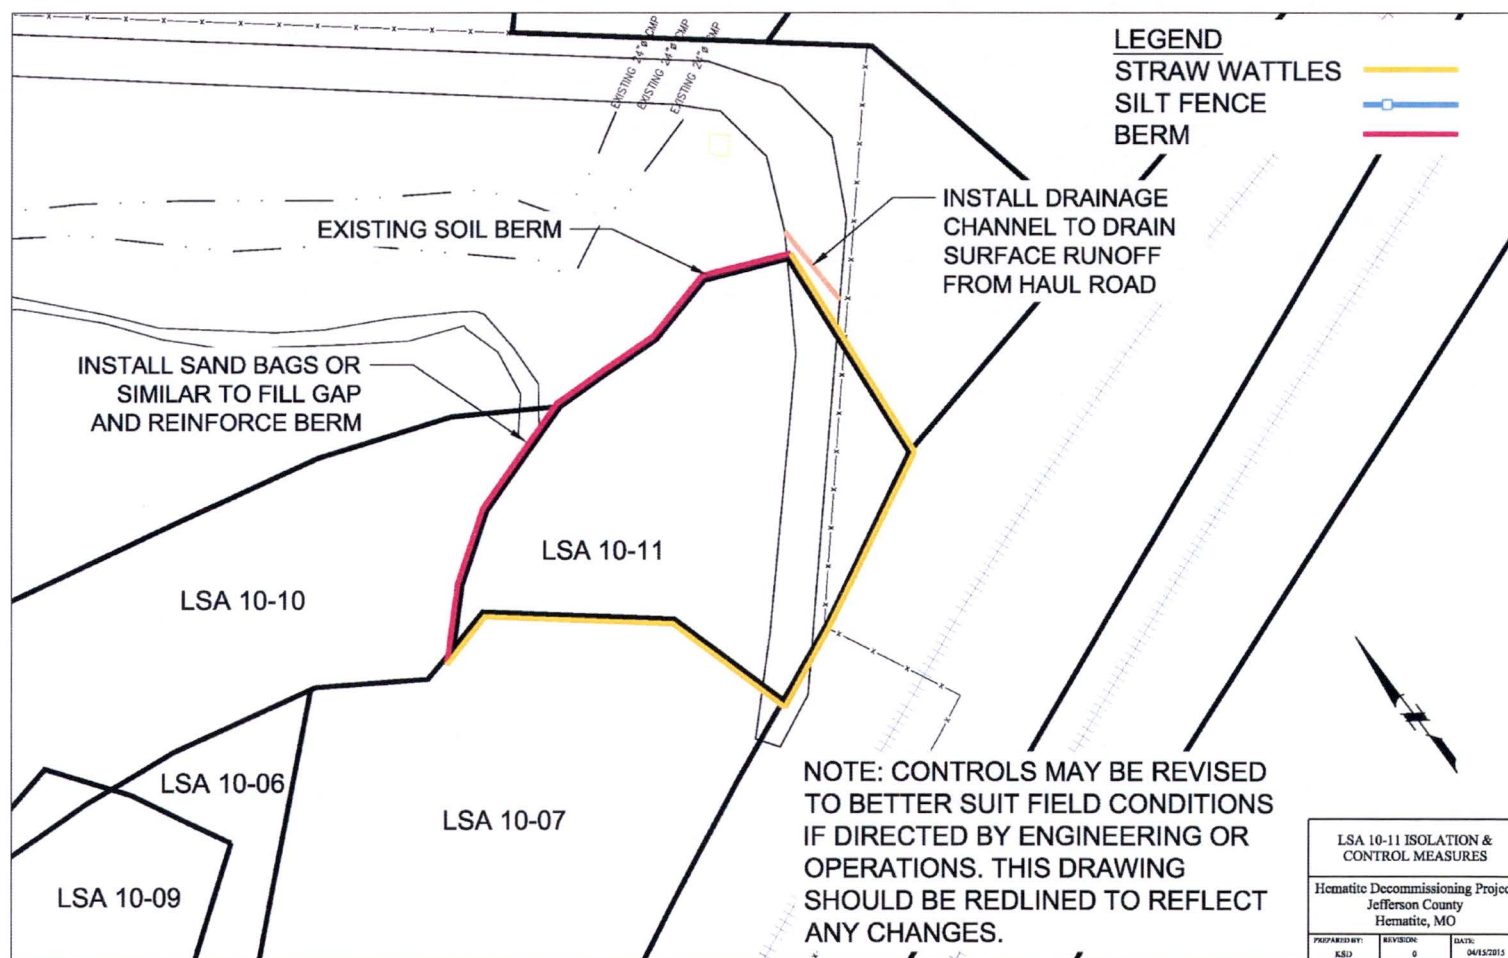 EXISTING 24"ø CMP
EXISTING 24"ø CMP
EXISTING 24"ø CMP
LEGEND
STRAW WATTLES
SILT FENCE
BERM
INSTALL DRAINAGE
CHANNEL TO DRAIN
SURFACE RUNOFF
FROM HAUL ROAD
EXISTING SOIL BERM
INSTALL SAND BAGS OR
SIMILAR TO FILL GAP
AND REINFORCE BERM
LSA 10-11
LSA 10-10
LSA 10-06
LSA 10-07
LSA 10-09
NOTE: CONTROLS MAY BE REVISED
TO BETTER SUIT FIELD CONDITIONS
IF DIRECTED BY ENGINEERING OR
OPERATIONS. THIS DRAWING
SHOULD BE REDLINED TO REFLECT
ANY CHANGES.
LSA 10-11 ISOLATION &
CONTROL MEASURES
Hematite Decommissioning Projec
Jefferson County
Hematite, MO
PREPARED BY: REVISION: DATE:
KSD 0 04/15/2015